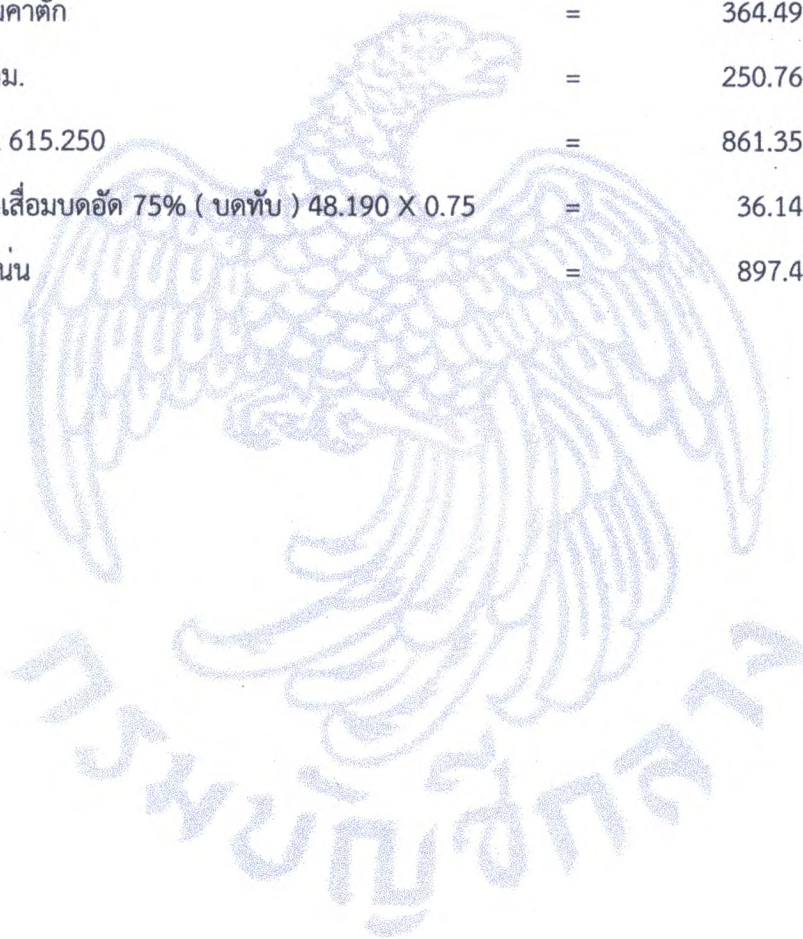 มคาตัก = 364.49
ม. = 250.76
615.250 = 861.35
เสื่อมบดอัด 75% ( บดทับ ) 48.190 X 0.75 = 36.14
น่น = 897.4
กรมบัญชีกลาง